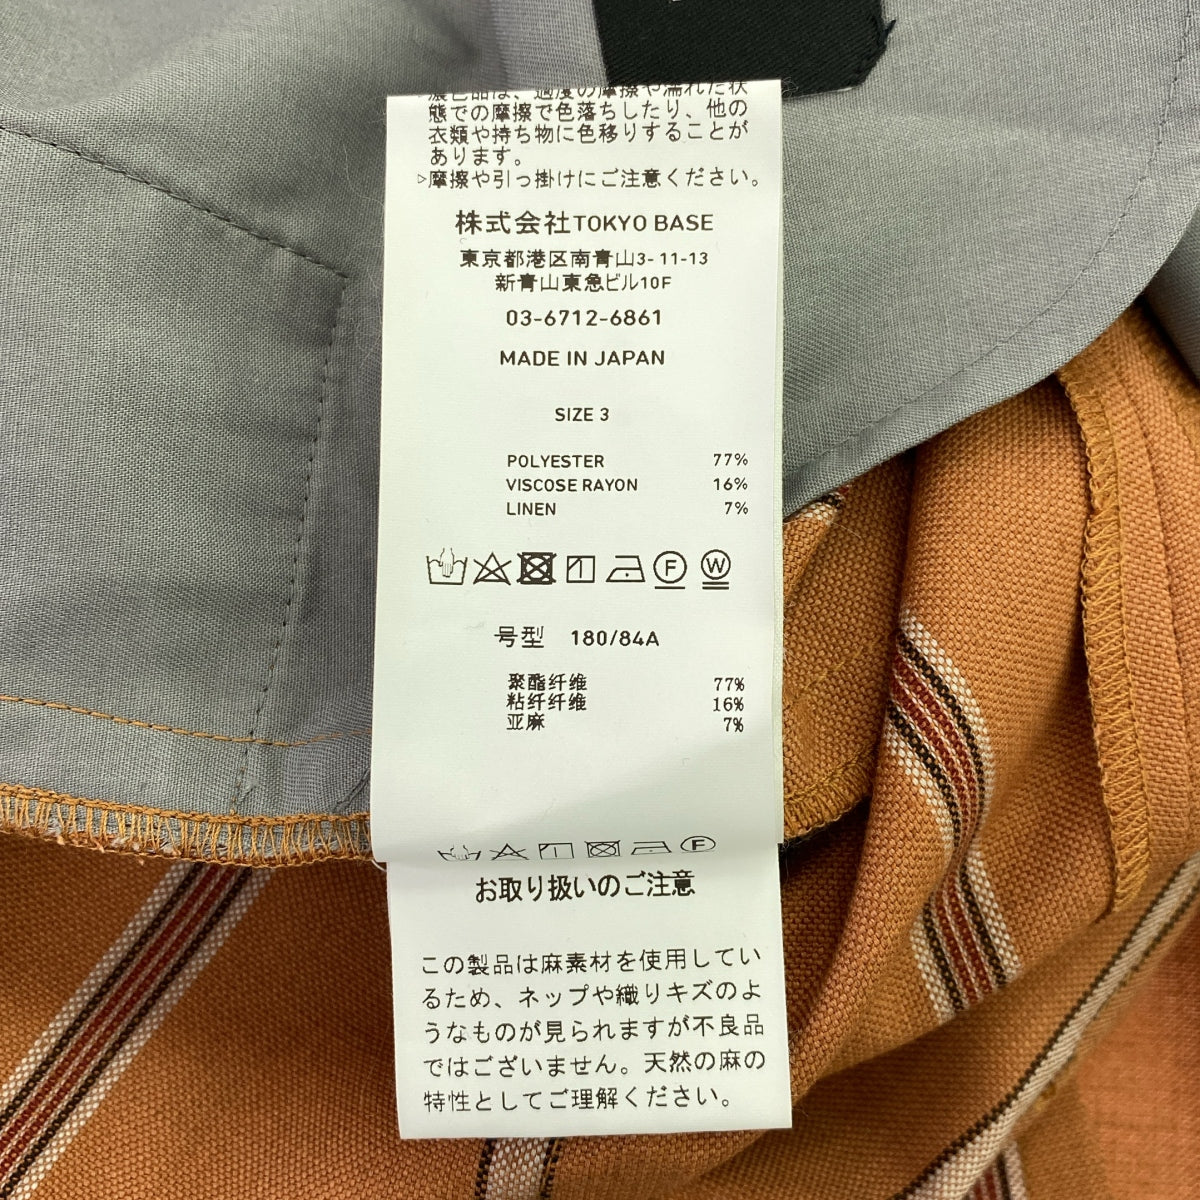 濃色品は、過度の摩擦や濡れた状
態での摩擦で色落ちしたり、他の
衣類や持ち物に色移りすることが
あります。
▷摩擦や引っ掛けにご注意ください。
株式会社TOKYO BASE
東京都港区南青山3-11-13
新青山東急ビル10F
03-6712-6861
MADE IN JAPAN
SIZE 3
POLYESTER 77%
VISCOSE RAYON 16%
LINEN 7%
F W
号型 180/84A
聚酯纤维 77%
粘纤纤维 16%
亚麻 7%
F
お取り扱いのご注意
この製品は麻素材を使用してい
るため、ネップや織りキズのよ
うなものが見られますが不良品
ではございません。天然の麻の
特性としてご理解ください。